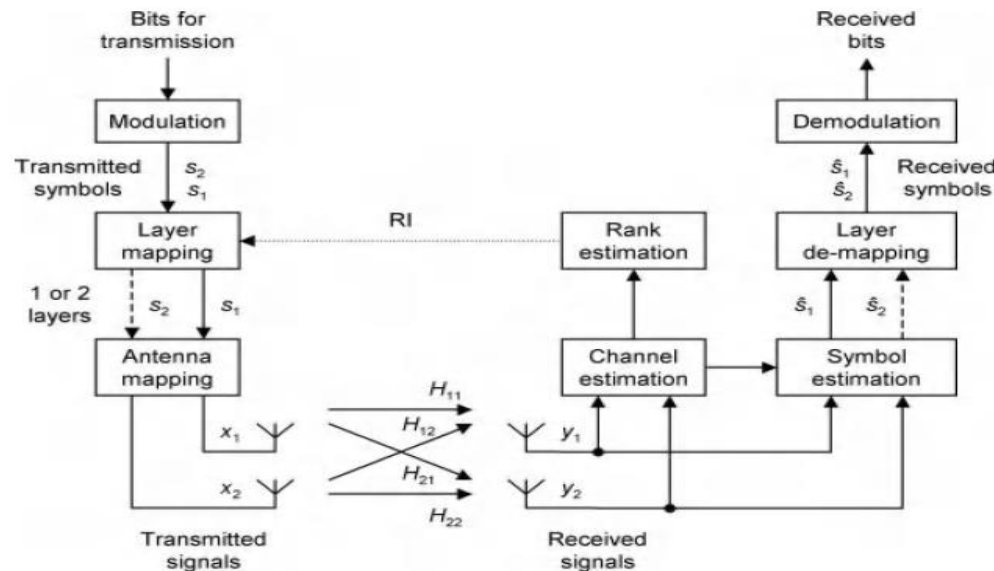 Bits for
transmission
Received
bits
Modulation
Demodulation
Transmitted
symbols
s₂
s₁
ŝ₁
ŝ₂
Received
symbols
Layer
mapping
RI
Rank
estimation
Layer
de-mapping
1 or 2
layers
s₂
s₁
ŝ₁
ŝ₂
Antenna
mapping
Channel
estimation
Symbol
estimation
H₁₁
H₁₂
x₁
y₁
H₂₁
x₂
y₂
H₂₂
Transmitted
signals
Received
signals